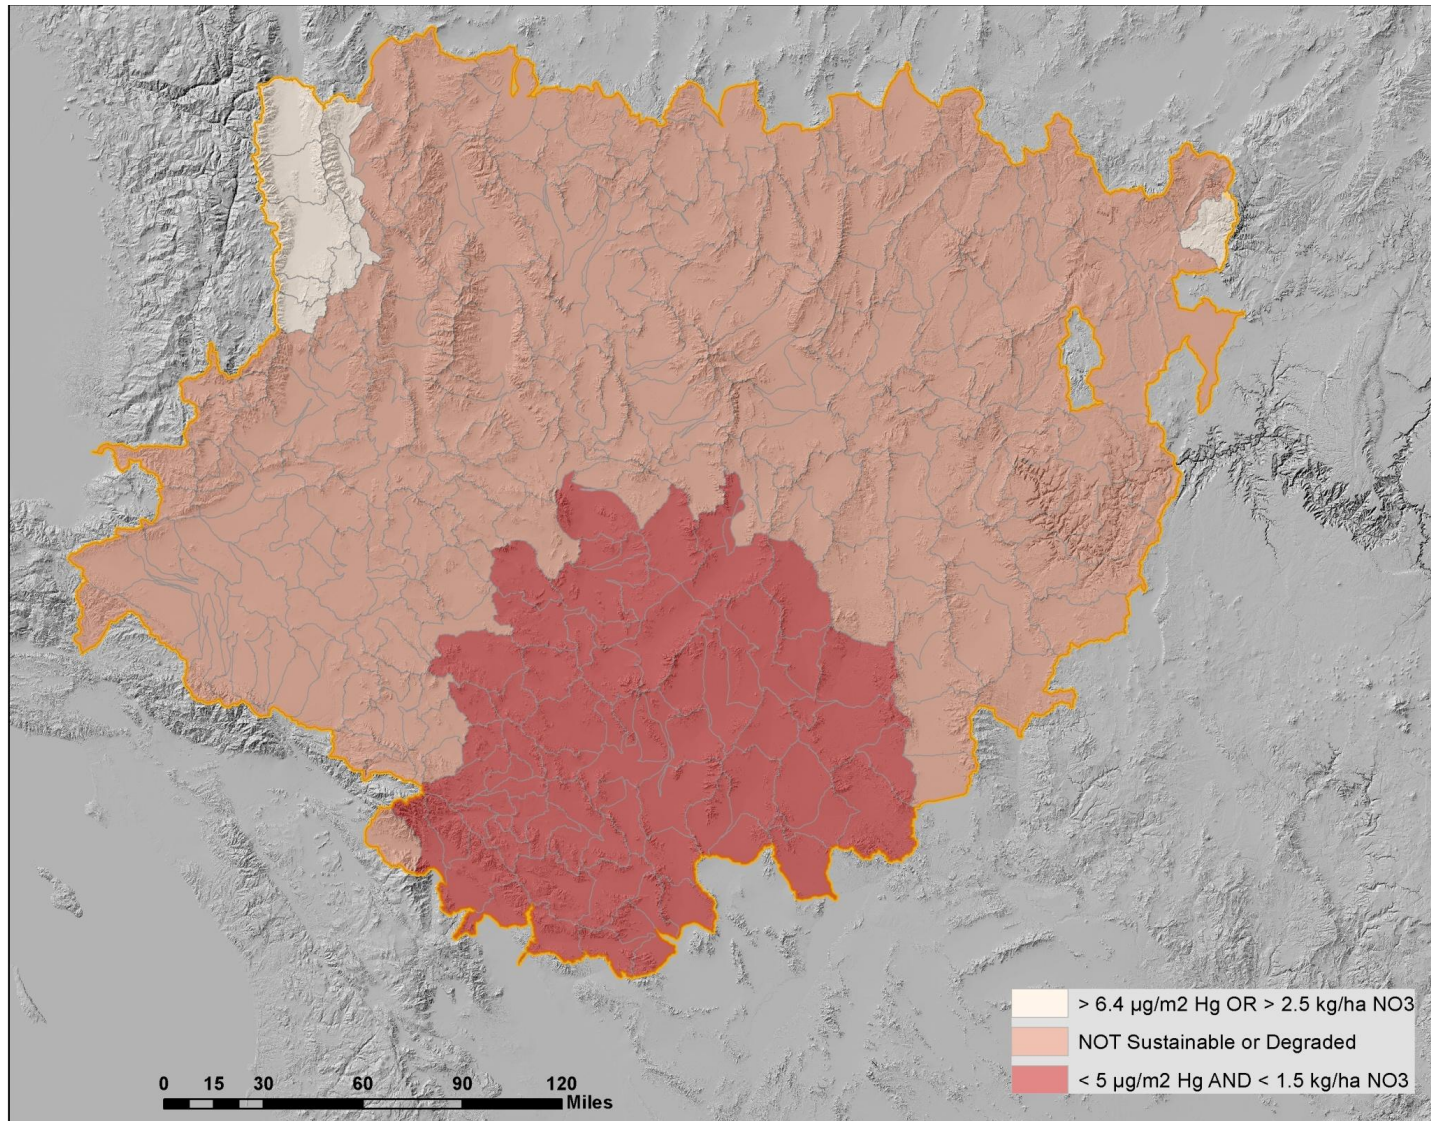 > 6.4 µg/m2 Hg OR > 2.5 kg/ha NO3
NOT Sustainable or Degraded
< 5 µg/m2 Hg AND < 1.5 kg/ha NO3
0 15 30 60 90 120
Miles